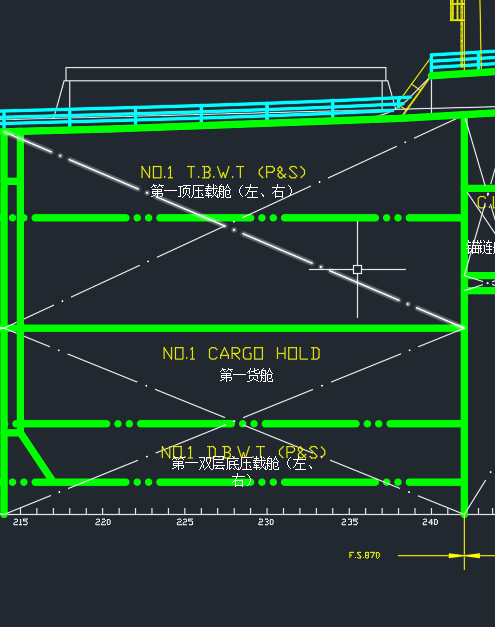 NO.1 T.B.W.T (P&S)
第一顶压载舱（左、右）
锚链
NO.1 CARGO HOLD
第一货舱
NO.1 D.B.W.T (P&S)
第一双层底压载舱（左、
右）
215 220 225 230 235 240
F.S.870